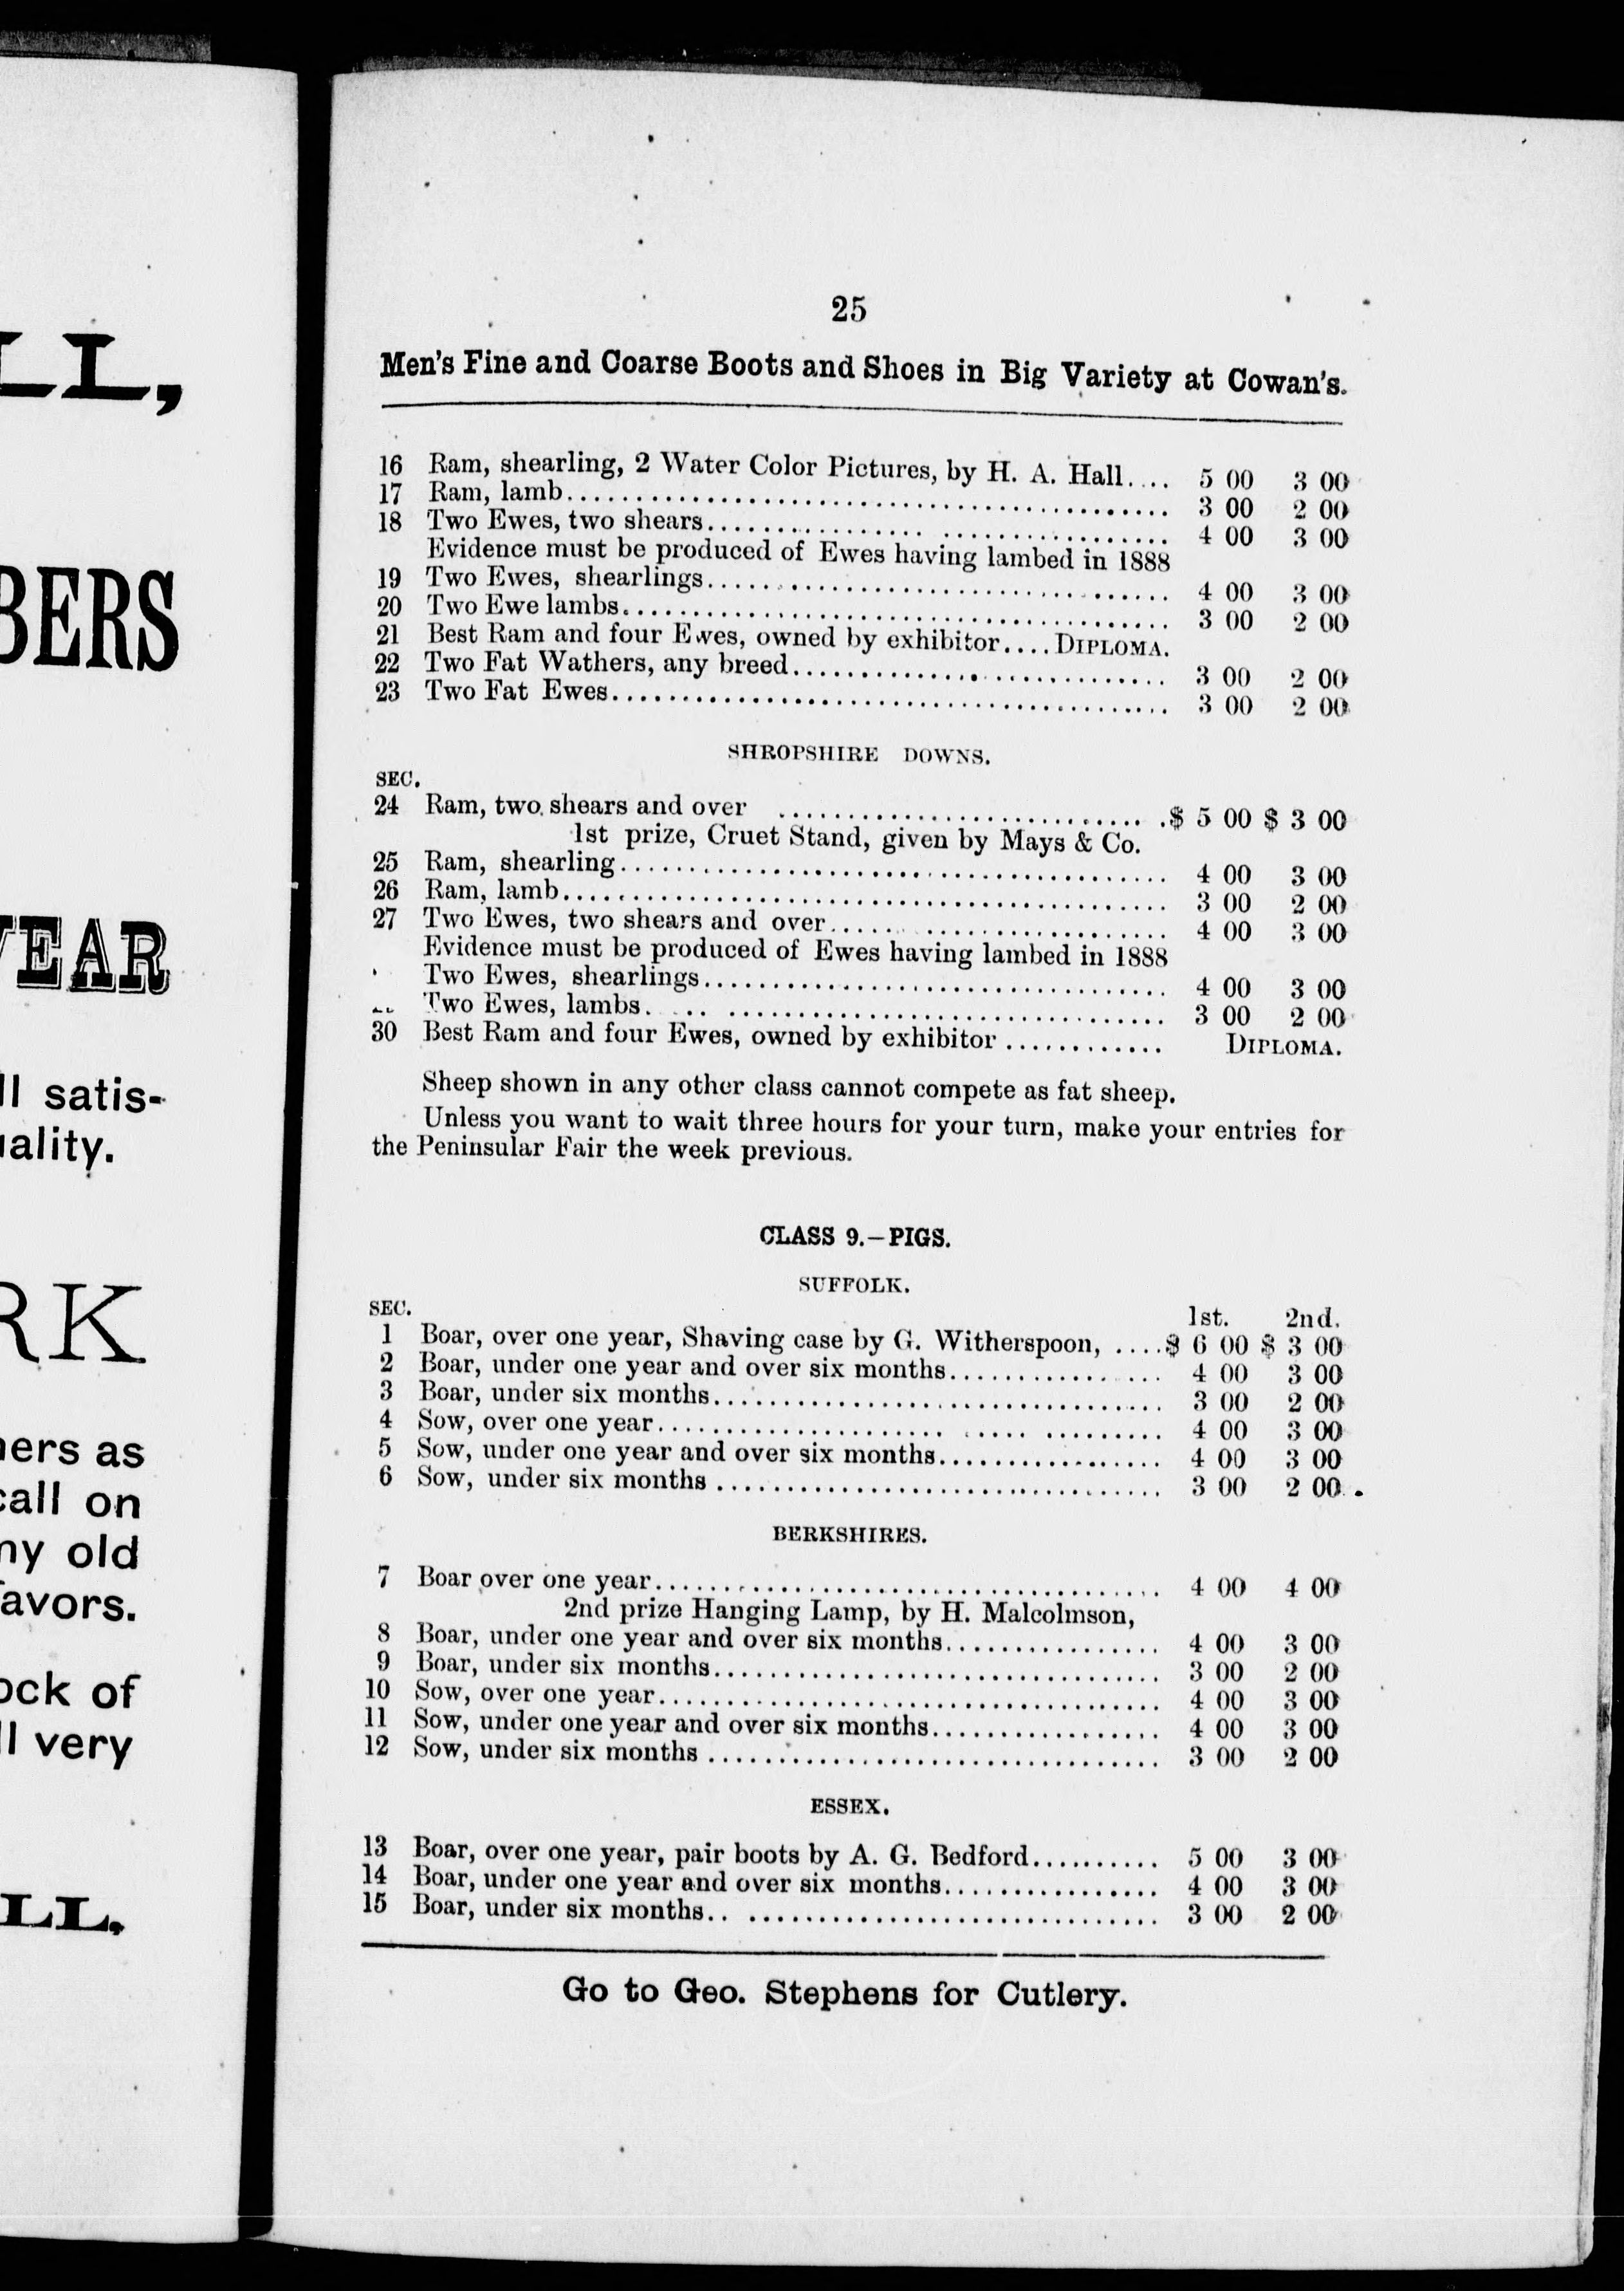 LL,
BERS
YEAR
ll satis-
ality.
RK
ers as
call on
ny old
favors.
ock of
ll very
LL.
25
Men's Fine and Coarse Boots and Shoes in Big Variety at Cowan's.
16 Ram, shearling, 2 Water Color Pictures, by H. A. Hall.... 5 00 3 00
17 Ram, lamb........ 3 00 2 00
18 Two Ewes, two shears........ 4 00 3 00
Evidence must be produced of Ewes having lambed in 1888
19 Two Ewes, shearlings........ 4 00 3 00
20 Two Ewe lambs........ 3 00 2 00
21 Best Ram and four Ewes, owned by exhibitor....DIPLOMA.
22 Two Fat Wathers, any breed........ 3 00 2 00
23 Two Fat Ewes........ 3 00 2 00
SHROPSHIRE DOWNS.
SEC.
24 Ram, two shears and over ........$ 5 00 $ 3 00
1st prize, Cruet Stand, given by Mays & Co.
25 Ram, shearling........ 4 00 3 00
26 Ram, lamb........ 3 00 2 00
27 Two Ewes, two shears and over........ 4 00 3 00
Evidence must be produced of Ewes having lambed in 1888
Two Ewes, shearlings........ 4 00 3 00
Two Ewes, lambs........ 3 00 2 00
30 Best Ram and four Ewes, owned by exhibitor ........ DIPLOMA.
Sheep shown in any other class cannot compete as fat sheep.
Unless you want to wait three hours for your turn, make your entries for
the Peninsular Fair the week previous.
CLASS 9.—PIGS.
SUFFOLK.
SEC. 1st. 2nd.
1 Boar, over one year, Shaving case by G. Witherspoon, ....$ 6 00 $ 3 00
2 Boar, under one year and over six months........ 4 00 3 00
3 Boar, under six months........ 3 00 2 00
4 Sow, over one year........ 4 00 3 00
5 Sow, under one year and over six months........ 4 00 3 00
6 Sow, under six months ........ 3 00 2 00
BERKSHIRES.
7 Boar over one year........ 4 00 4 00
2nd prize Hanging Lamp, by H. Malcolmson,
8 Boar, under one year and over six months........ 4 00 3 00
9 Boar, under six months........ 3 00 2 00
10 Sow, over one year........ 4 00 3 00
11 Sow, under one year and over six months........ 4 00 3 00
12 Sow, under six months ........ 3 00 2 00
ESSEX.
13 Boar, over one year, pair boots by A. G. Bedford........ 5 00 3 00
14 Boar, under one year and over six months........ 4 00 3 00
15 Boar, under six months........ 3 00 2 00
Go to Geo. Stephens for Cutlery.